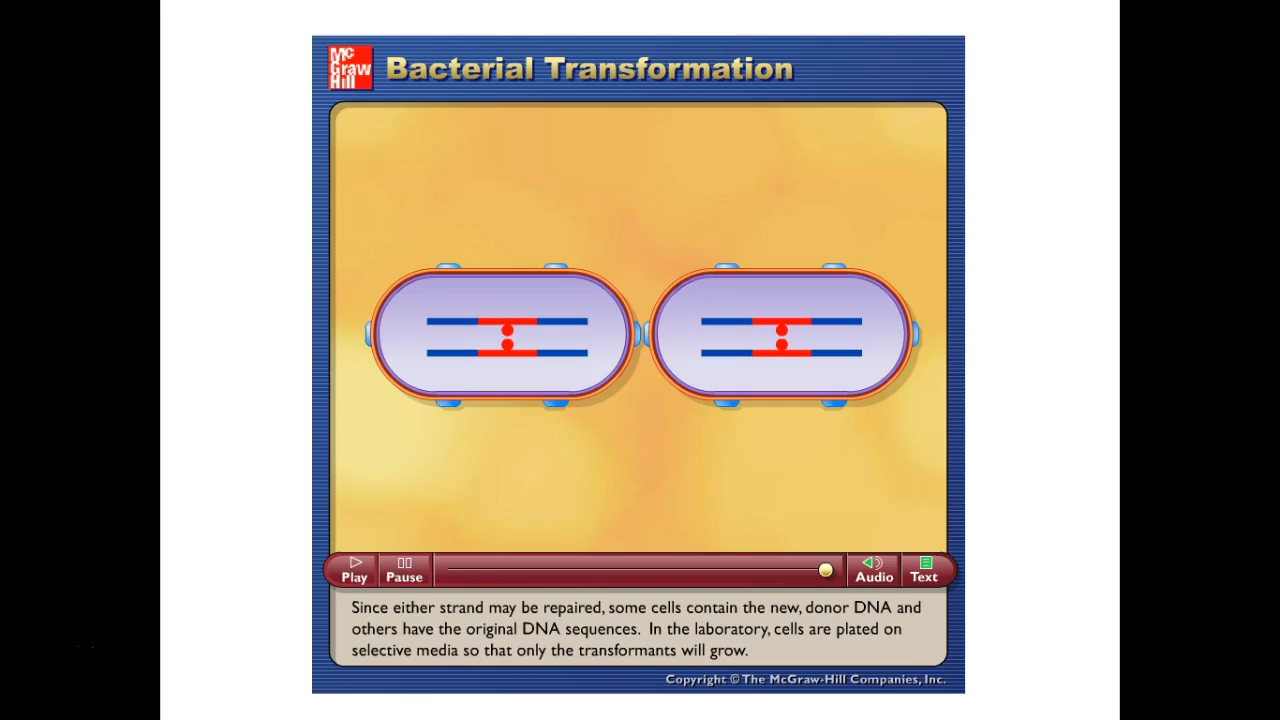 Mc
Graw
Hill
Bacterial Transformation
Play
Pause
Audio
Text
Since either strand may be repaired, some cells contain the new, donor DNA and
others have the original DNA sequences. In the laboratory, cells are plated on
selective media so that only the transformants will grow.
Copyright © The McGraw-Hill Companies, Inc.